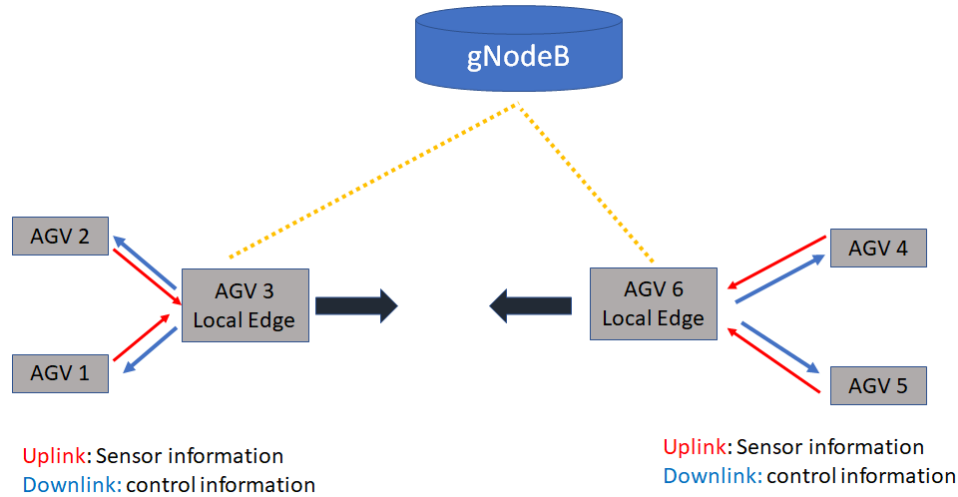 gNodeB
AGV 2
AGV 4
AGV 3
Local Edge
AGV 6
Local Edge
AGV 1
AGV 5
Uplink: Sensor information
Downlink: control information
Uplink: Sensor information
Downlink: control information